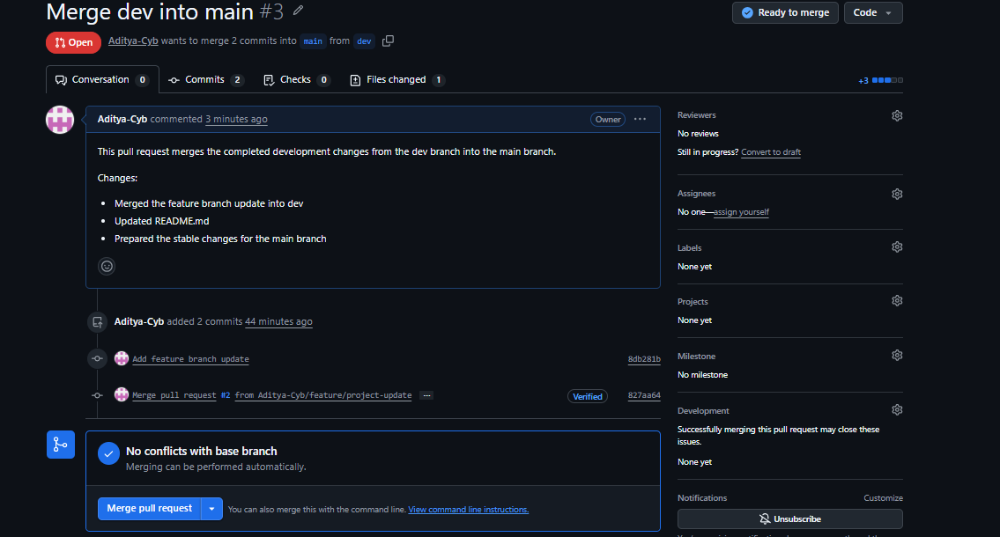 Merge dev into main #3
Ready to merge
Code
Open
Aditya-Cyb wants to merge 2 commits into main from dev
Conversation 0
Commits 2
Checks 0
Files changed 1
+3
Aditya-Cyb commented 3 minutes ago
Owner
This pull request merges the completed development changes from the dev branch into the main branch.
Changes:
Merged the feature branch update into dev
Updated README.md
Prepared the stable changes for the main branch
Aditya-Cyb added 2 commits 44 minutes ago
Add feature branch update
8db281b
Merge pull request #2 from Aditya-Cyb/feature/project-update
Verified
827aa64
No conflicts with base branch
Merging can be performed automatically.
Merge pull request
You can also merge this with the command line. View command line instructions.
Reviewers
No reviews
Still in progress? Convert to draft
Assignees
No one—assign yourself
Labels
None yet
Projects
None yet
Milestone
No milestone
Development
Successfully merging this pull request may close these
issues.
None yet
Notifications
Customize
Unsubscribe